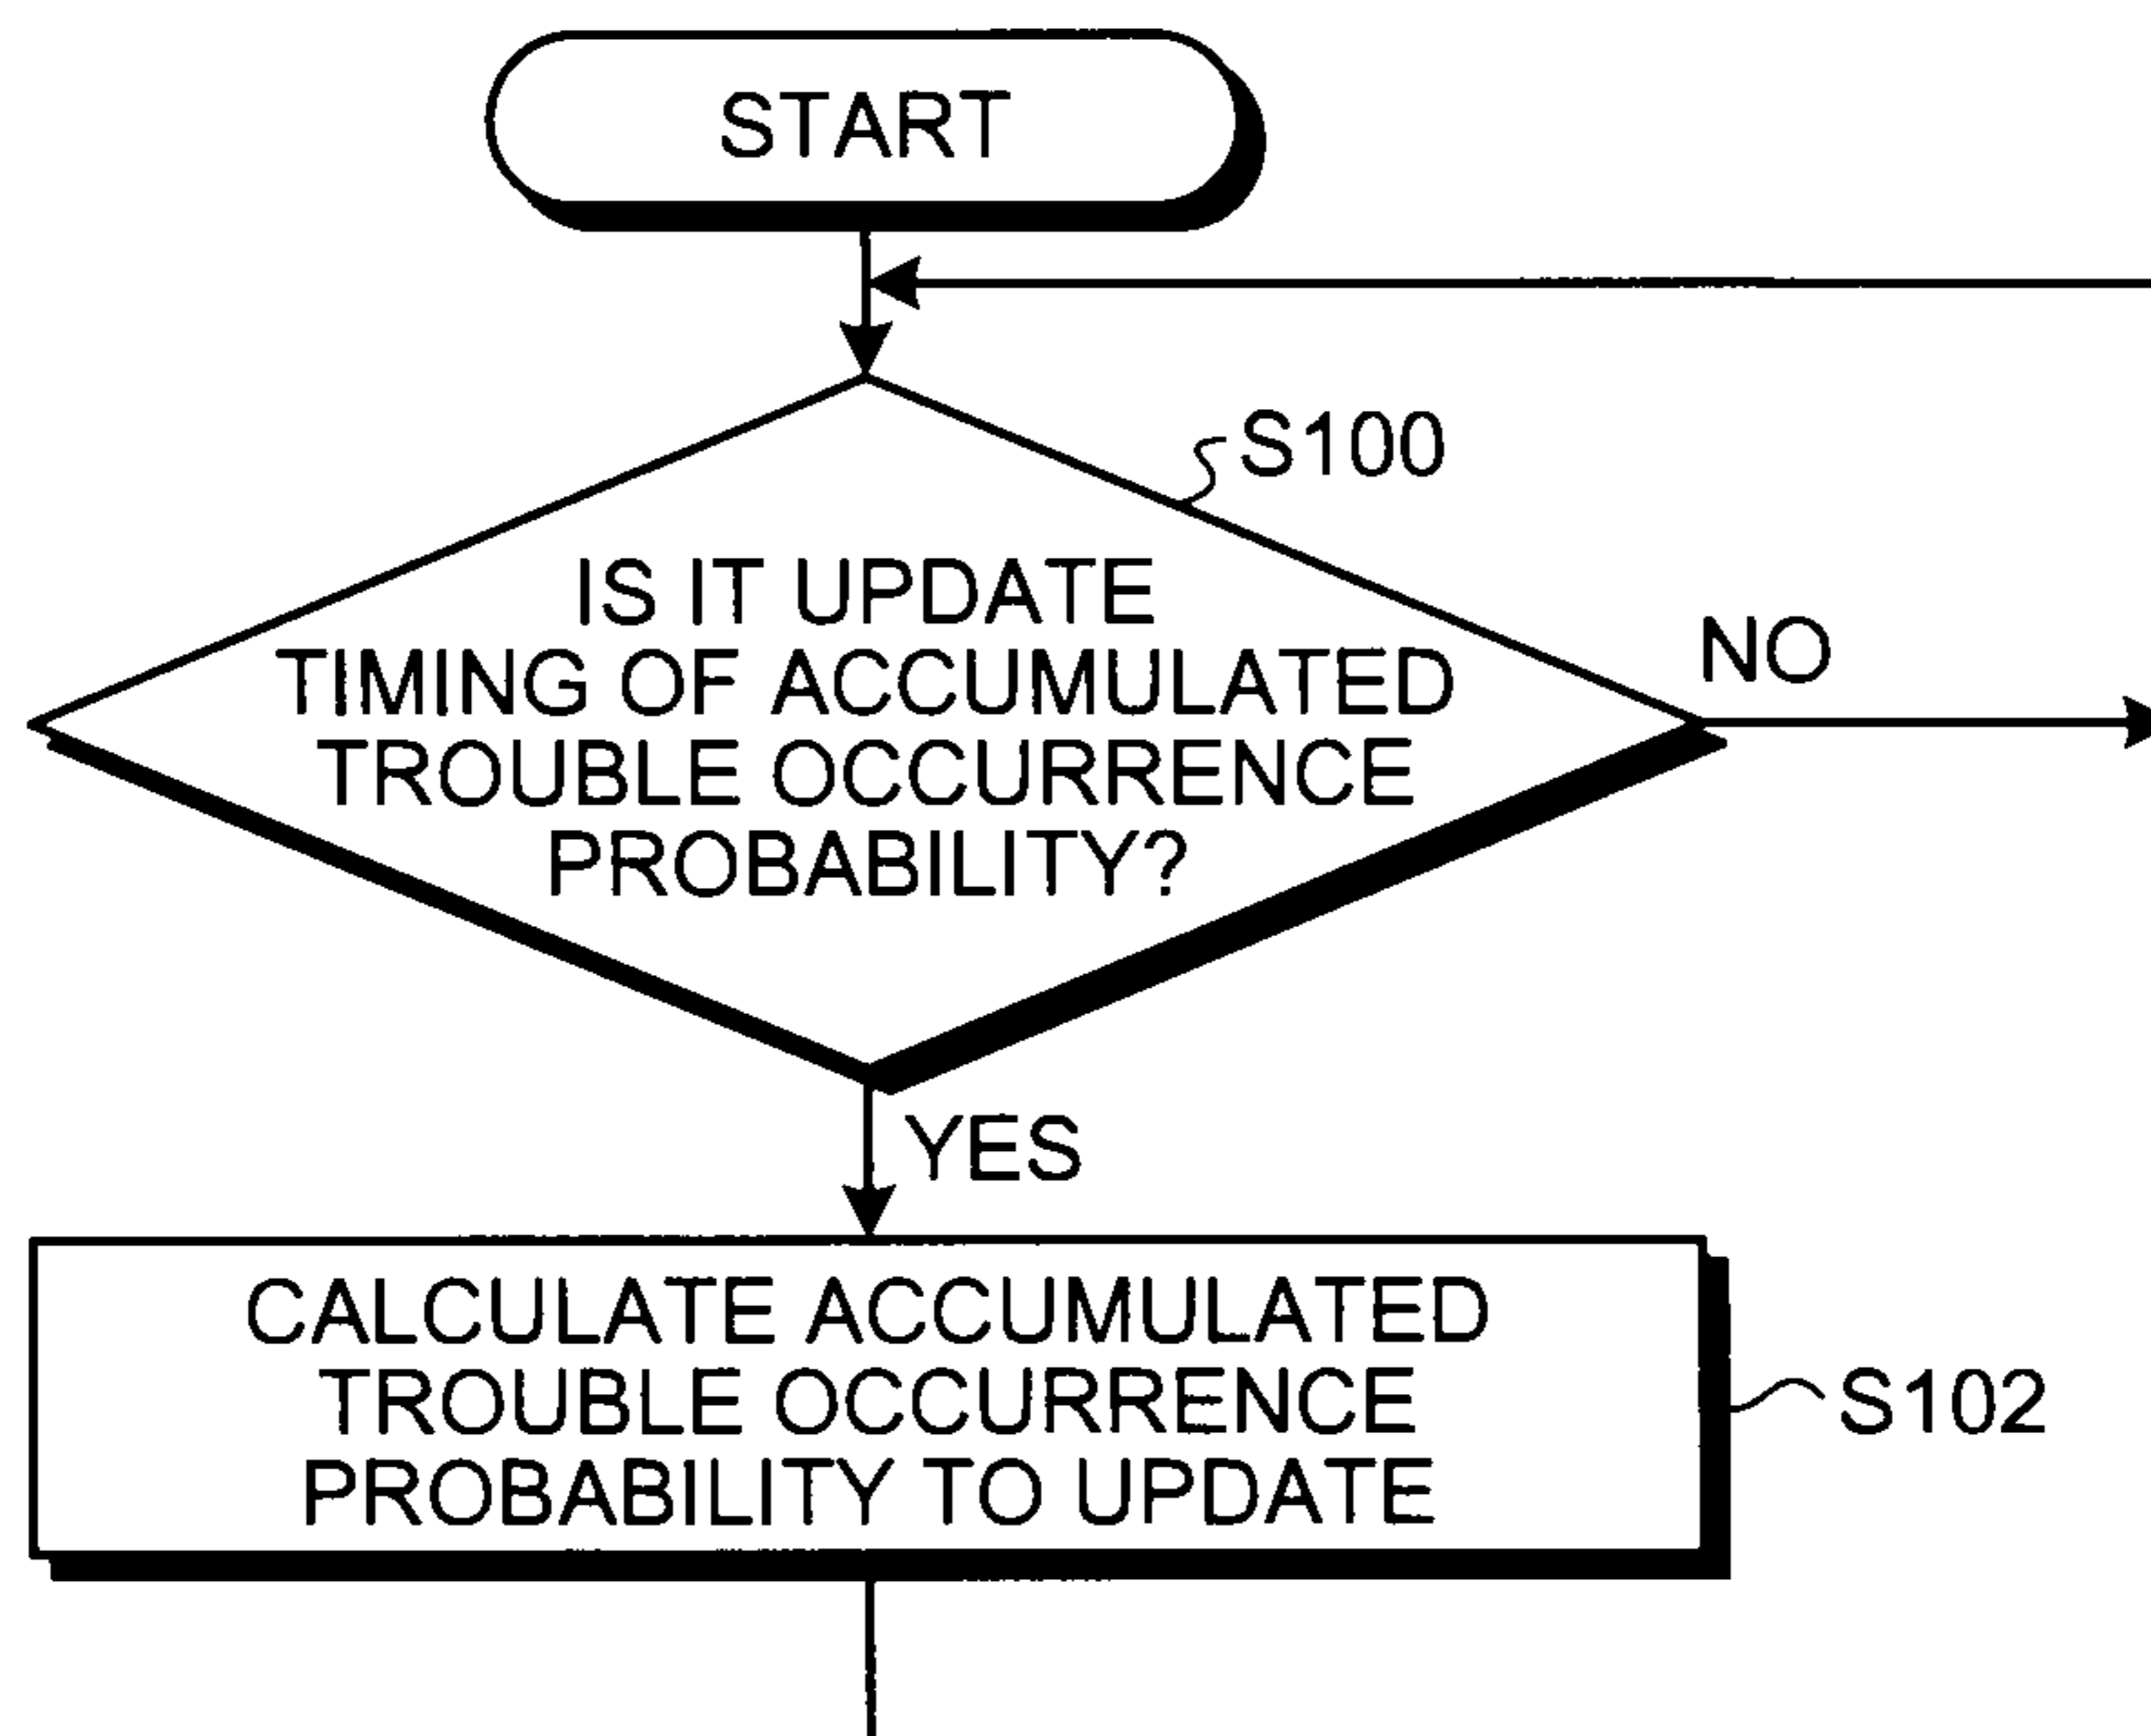 START
S100
IS IT UPDATE
TIMING OF ACCUMULATED
TROUBLE OCCURRENCE
PROBABILITY?
NO
YES
CALCULATE ACCUMULATED
TROUBLE OCCURRENCE
PROBABILITY TO UPDATE
S102